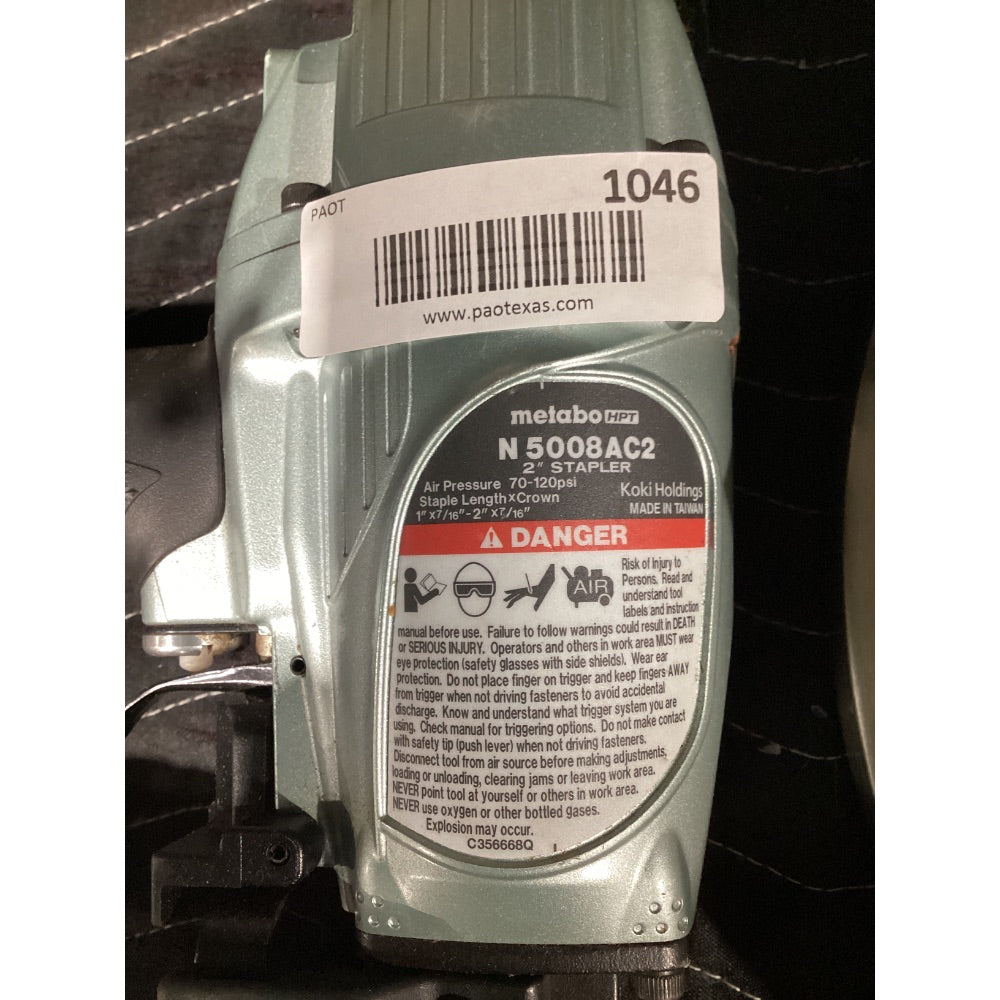 PAOT
1046
www.paotexas.com
metabo HPT
N 5008AC2
2" STAPLER
Air Pressure 70-120psi
Staple Length x Crown
1" x 7/16" - 2" x 7/16"
Koki Holdings
MADE IN TAIWAN
DANGER
AIR
Risk of Injury to
Persons. Read and
understand tool
labels and instruction
manual before use. Failure to follow warnings could result in DEATH
or SERIOUS INJURY. Operators and others in work area MUST wear
eye protection (safety glasses with side shields). Wear ear
protection. Do not place finger on trigger and keep fingers AWAY
from trigger when not driving fasteners to avoid accidental
discharge. Know and understand what trigger system you are
using. Check manual for triggering options. Do not make contact
with safety tip (push lever) when not driving fasteners.
Disconnect tool from air source before making adjustments,
loading or unloading, clearing jams or leaving work area.
NEVER point tool at yourself or others in work area.
NEVER use oxygen or other bottled gases.
Explosion may occur.
C356668Q